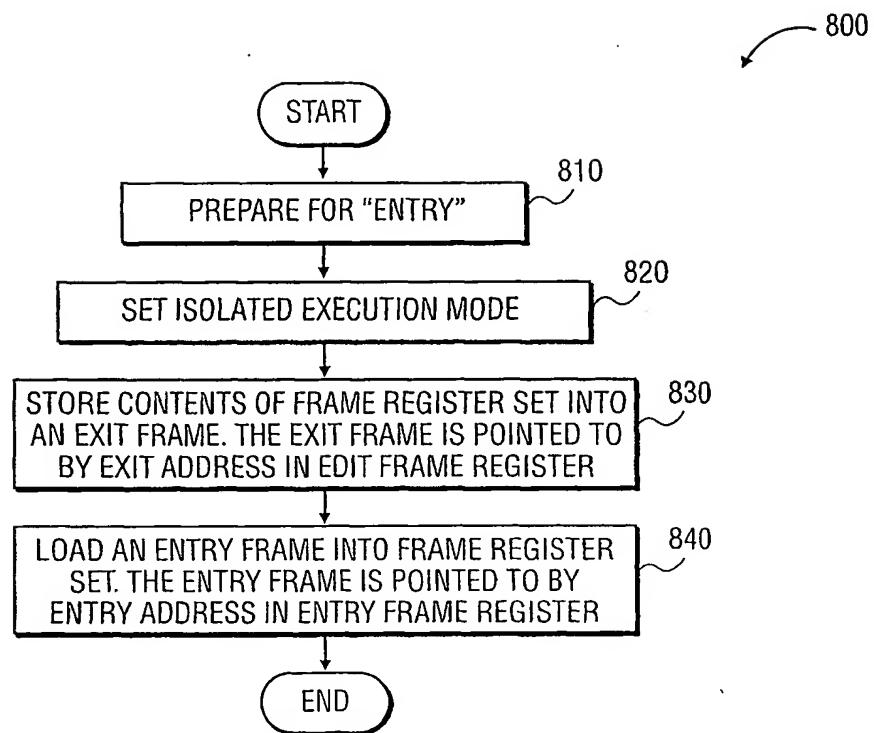 800
START
810
PREPARE FOR “ENTRY”
820
SET ISOLATED EXECUTION MODE
830
STORE CONTENTS OF FRAME REGISTER SET INTO
AN EXIT FRAME. THE EXIT FRAME IS POINTED TO
BY EXIT ADDRESS IN EDIT FRAME REGISTER
840
LOAD AN ENTRY FRAME INTO FRAME REGISTER
SET. THE ENTRY FRAME IS POINTED TO BY
ENTRY ADDRESS IN ENTRY FRAME REGISTER
END